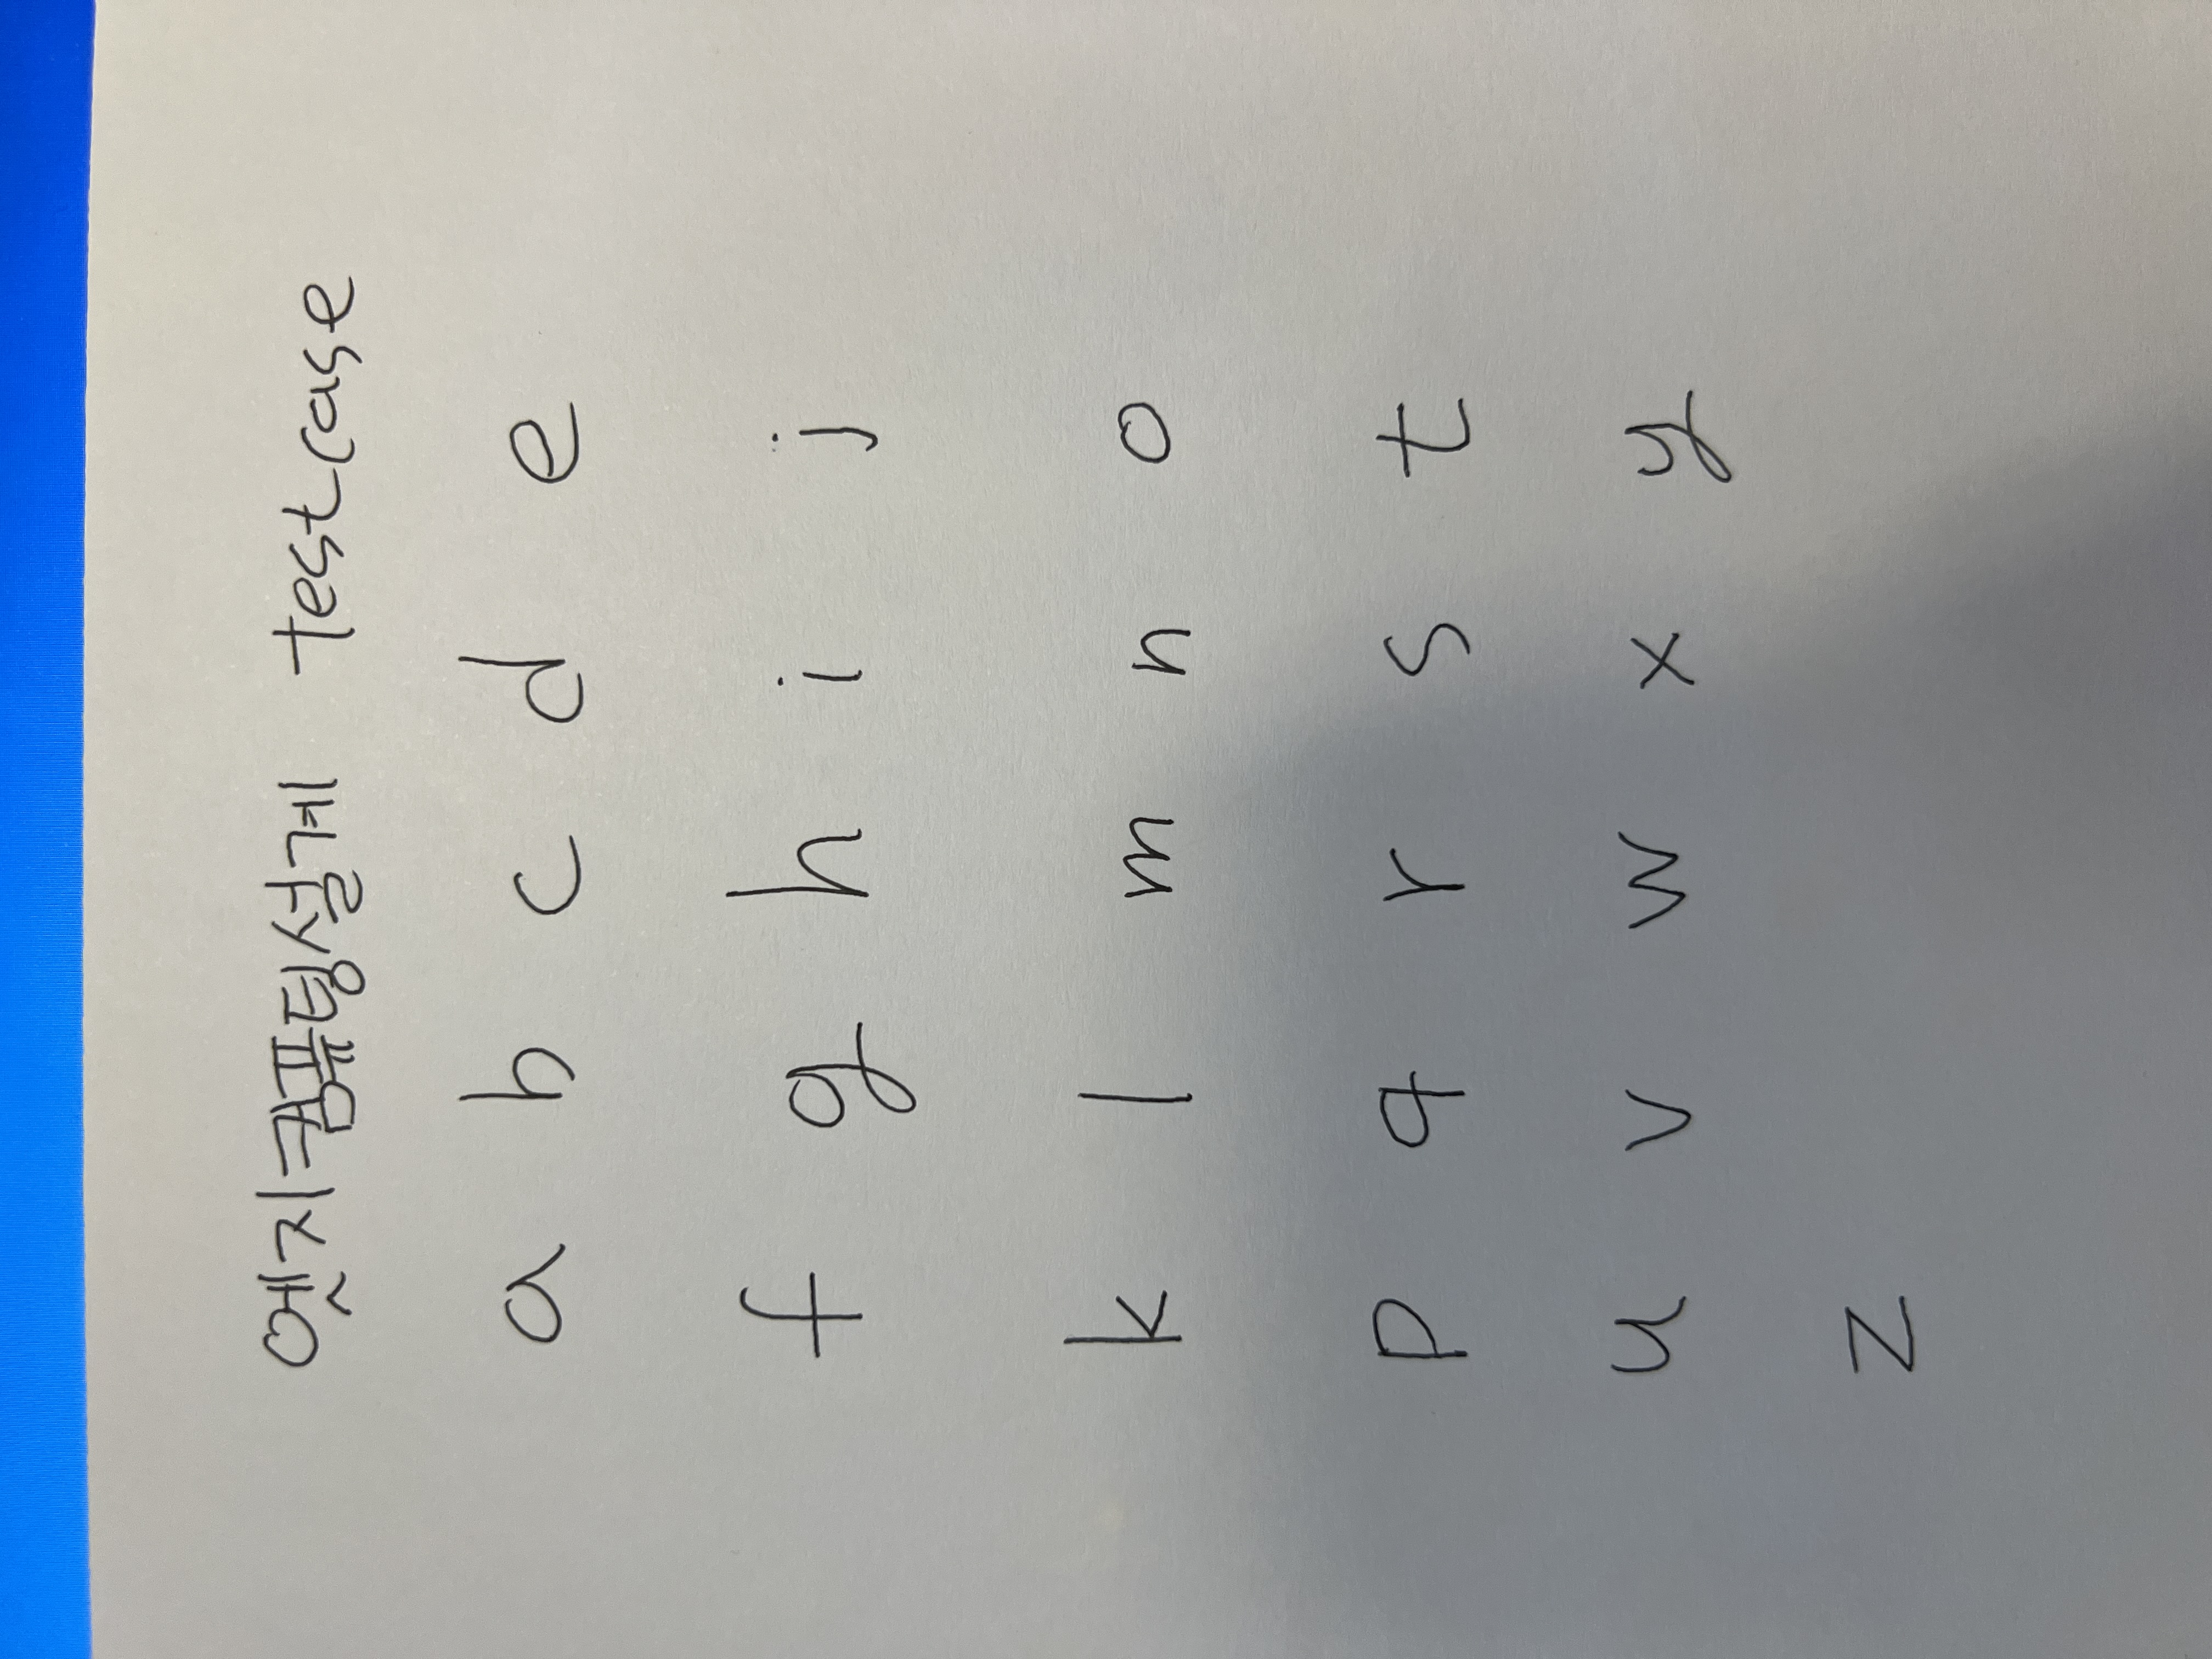 엣지컴퓨팅설계 testcase
a b c d e
f g h i j
k l m n o
p q r s t
u v w x y
z